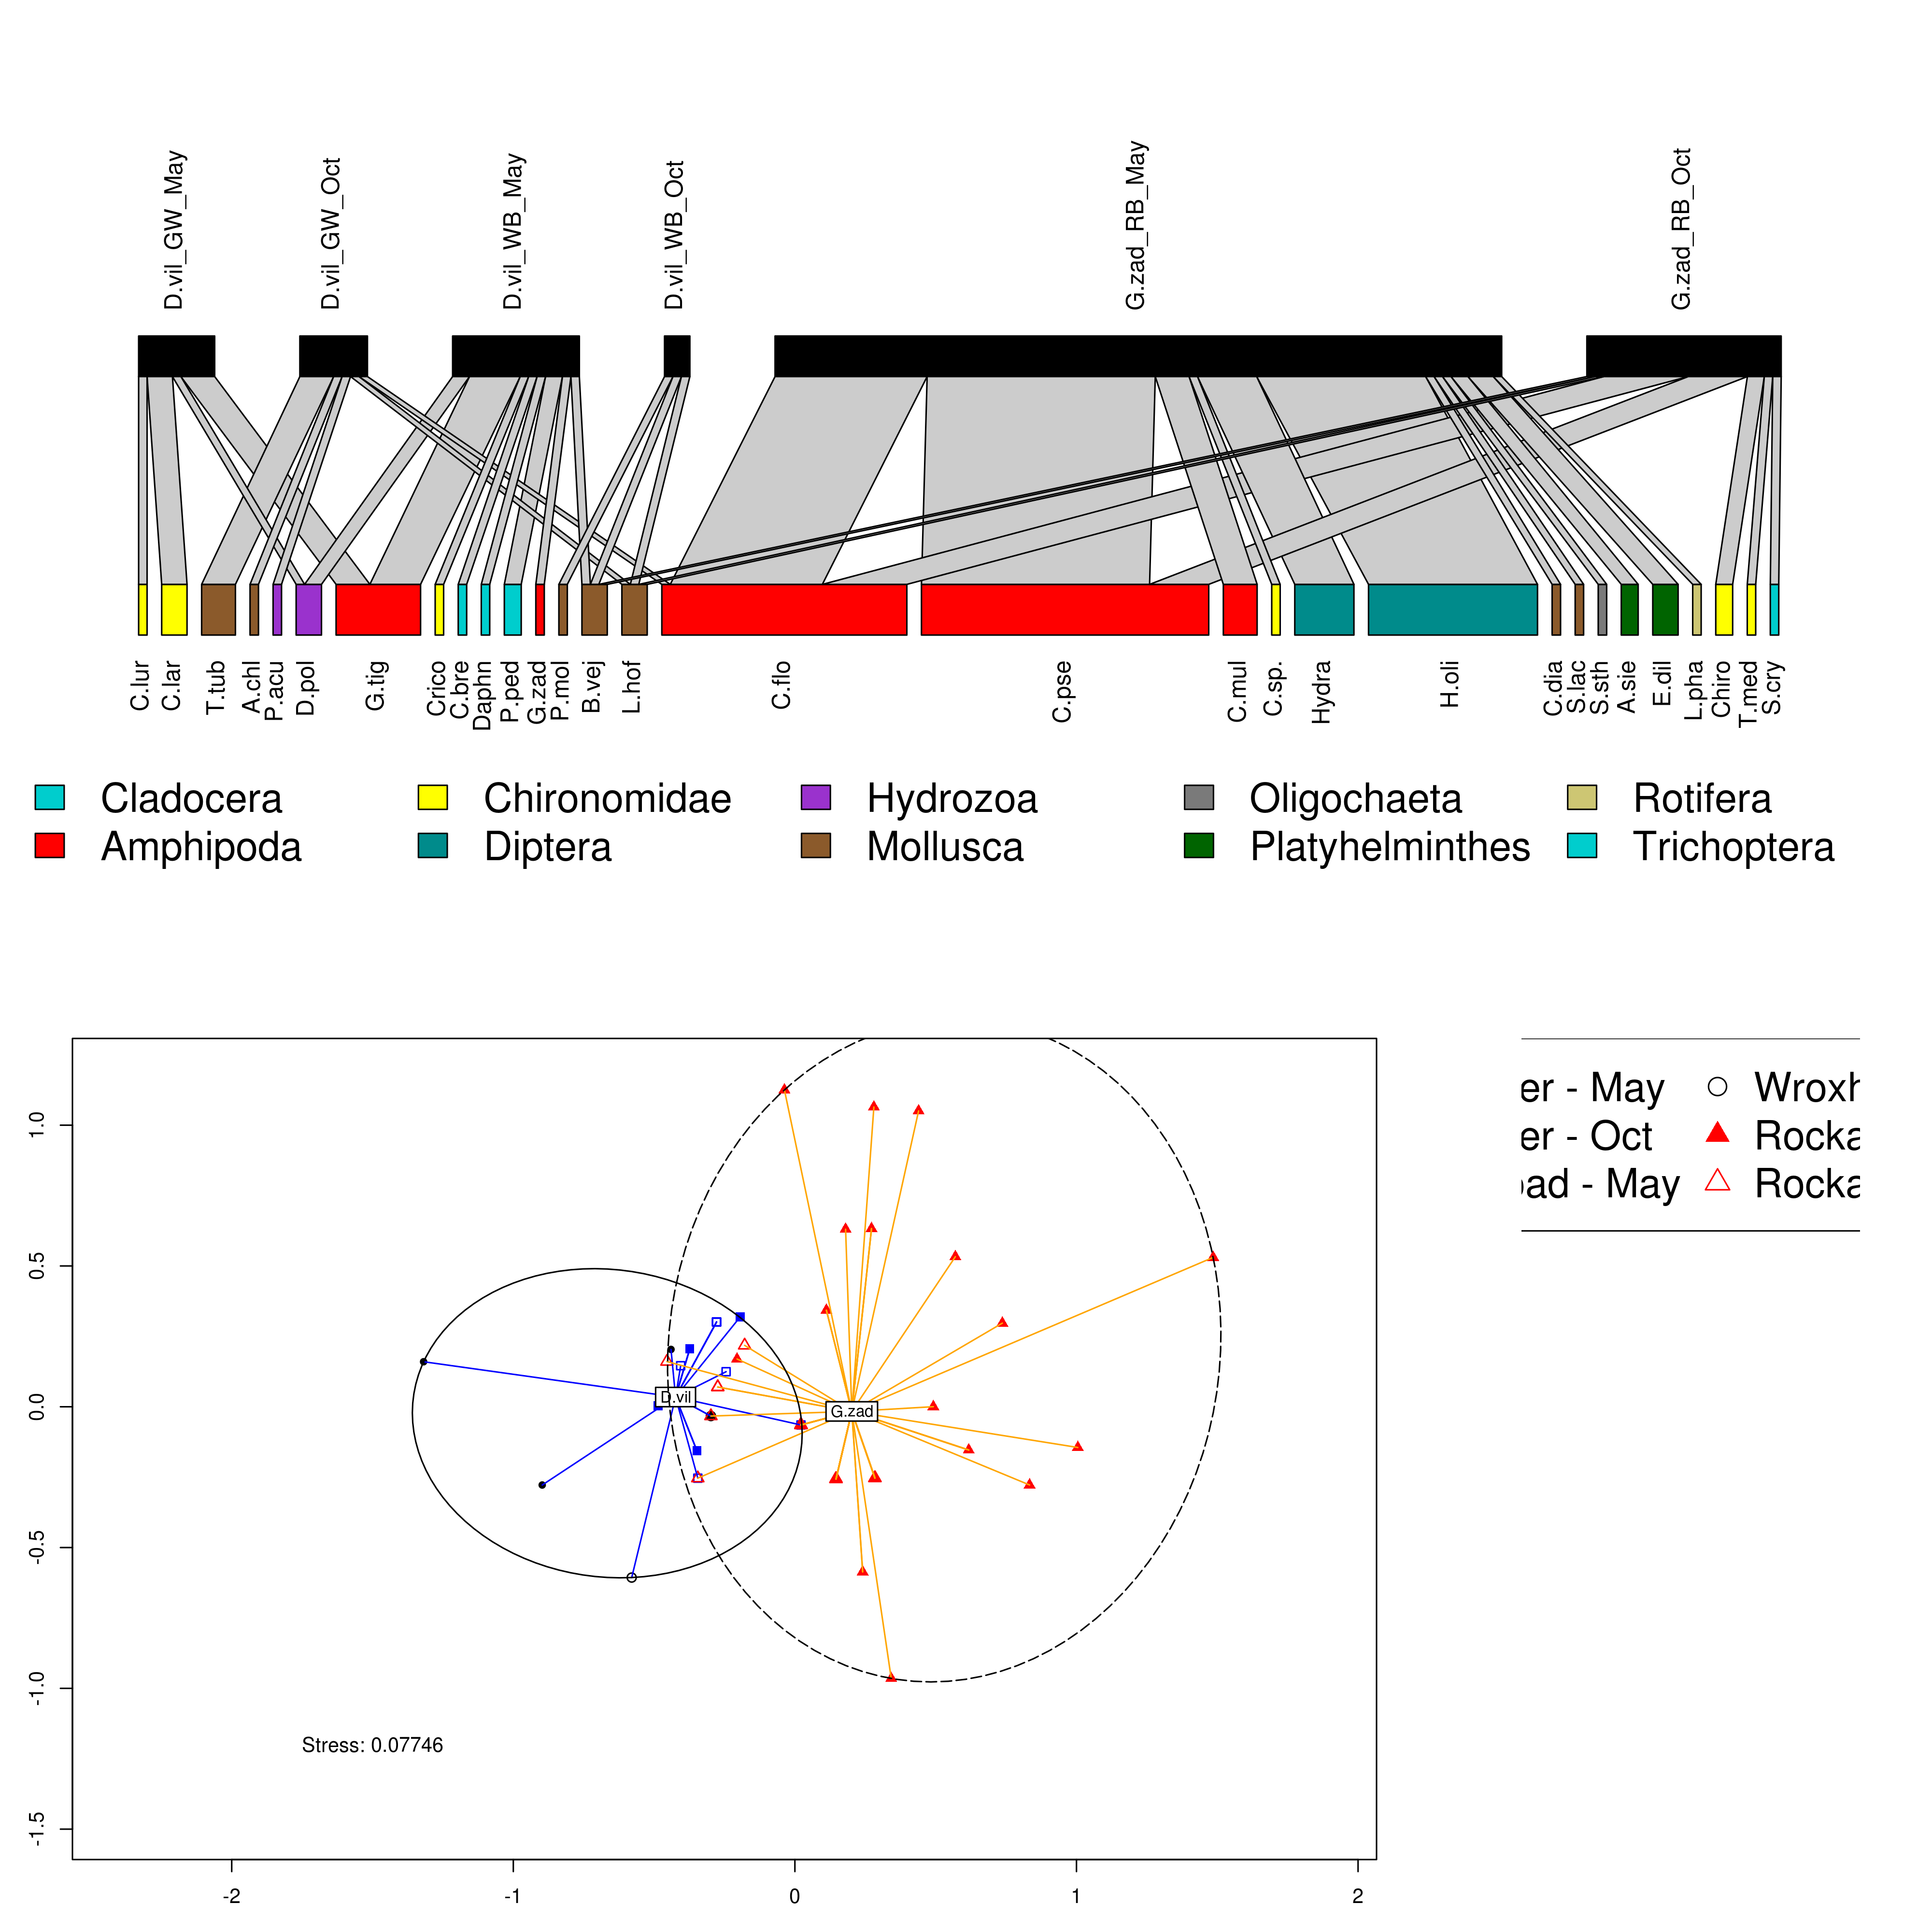 D.vil_GW_May
D.vil_GW_Oct
D.vil_WB_May
D.vil_WB_Oct
G.zad_RB_May
G.zad_RB_Oct
C.lur
C.lar
T.tub
A.chl
P.acu
D.pol
G.tig
Crico
C.bre
Daphn
P.ped
G.zad
P.mol
B.vej
L.hof
C.flo
C.pse
C.mul
C.sp.
Hydra
H.oli
C.dia
S.lac
S.sth
A.sie
E.dil
L.pha
Chiro
T.med
S.cry
Cladocera
Chironomidae
Hydrozoa
Oligochaeta
Rotifera
Amphipoda
Diptera
Mollusca
Platyhelminthes
Trichoptera
er - May Wroxh
er - Oct Rocka
oad - May Rocka
1.0
0.5
0.0
-0.5
-1.0
-1.5
D.vil
G.zad
Stress: 0.07746
-2
-1
0
1
2